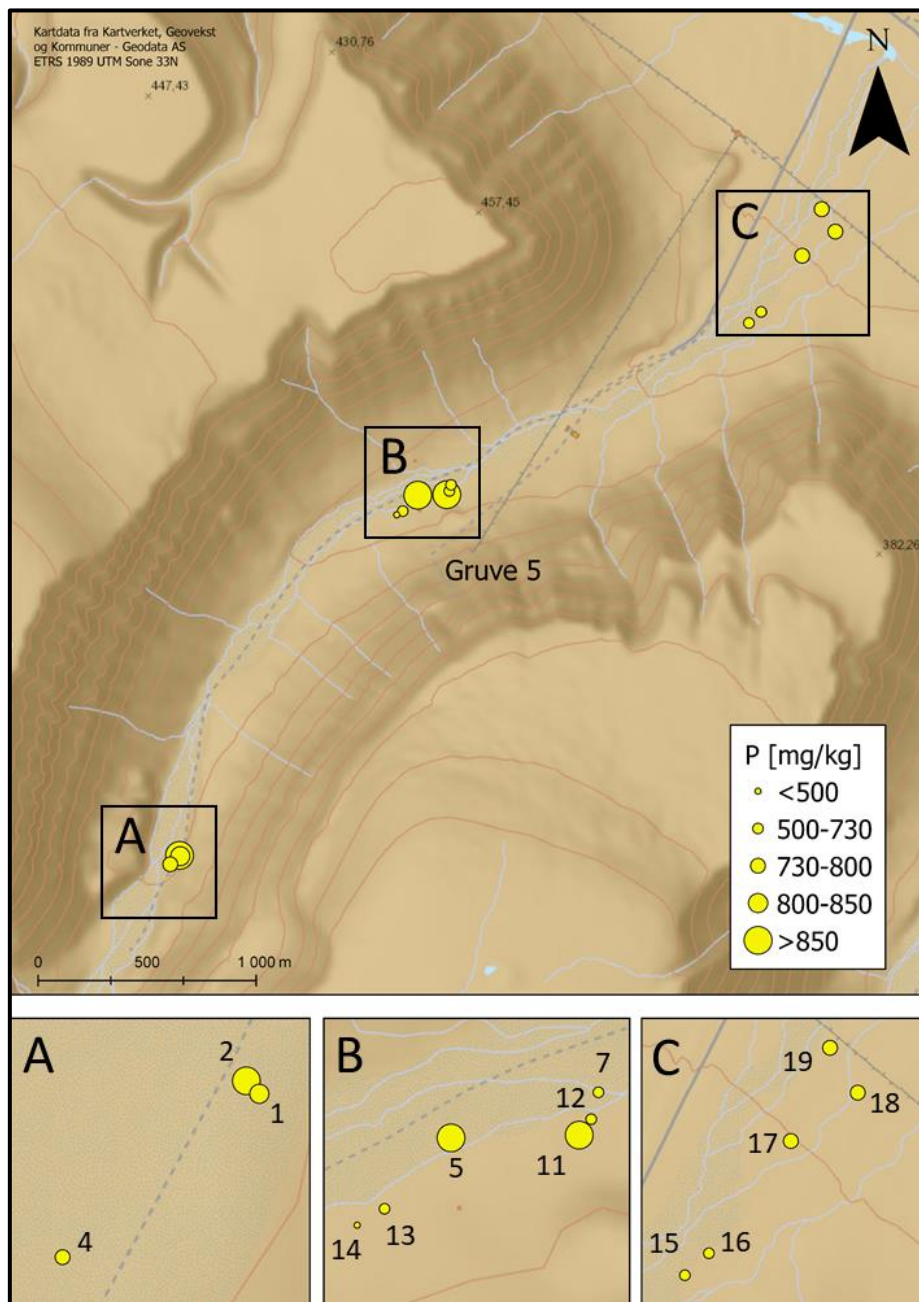 Kartdata fra Kartverket, Geovekst
og Kommuner - Geodata AS
ETRS 1989 UTM Sone 33N
430,76
447,43
N
457,45
C
B
382,26
Gruve 5
A
P [mg/kg]
<500
500-730
730-800
800-850
>850
0 500 1 000 m
A
2
1
4
B
7
12
5
11
13
14
C
19
18
17
15
16